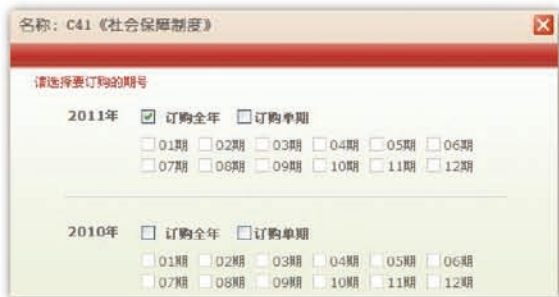 名称: C41《社会保障制度》
请选择要订购的期号
2011年 订购全年 订购单期
01期 02期 03期 04期 05期 06期
07期 08期 09期 10期 11期 12期
2010年 订购全年 订购单期
01期 02期 03期 04期 05期 06期
07期 08期 09期 10期 11期 12期